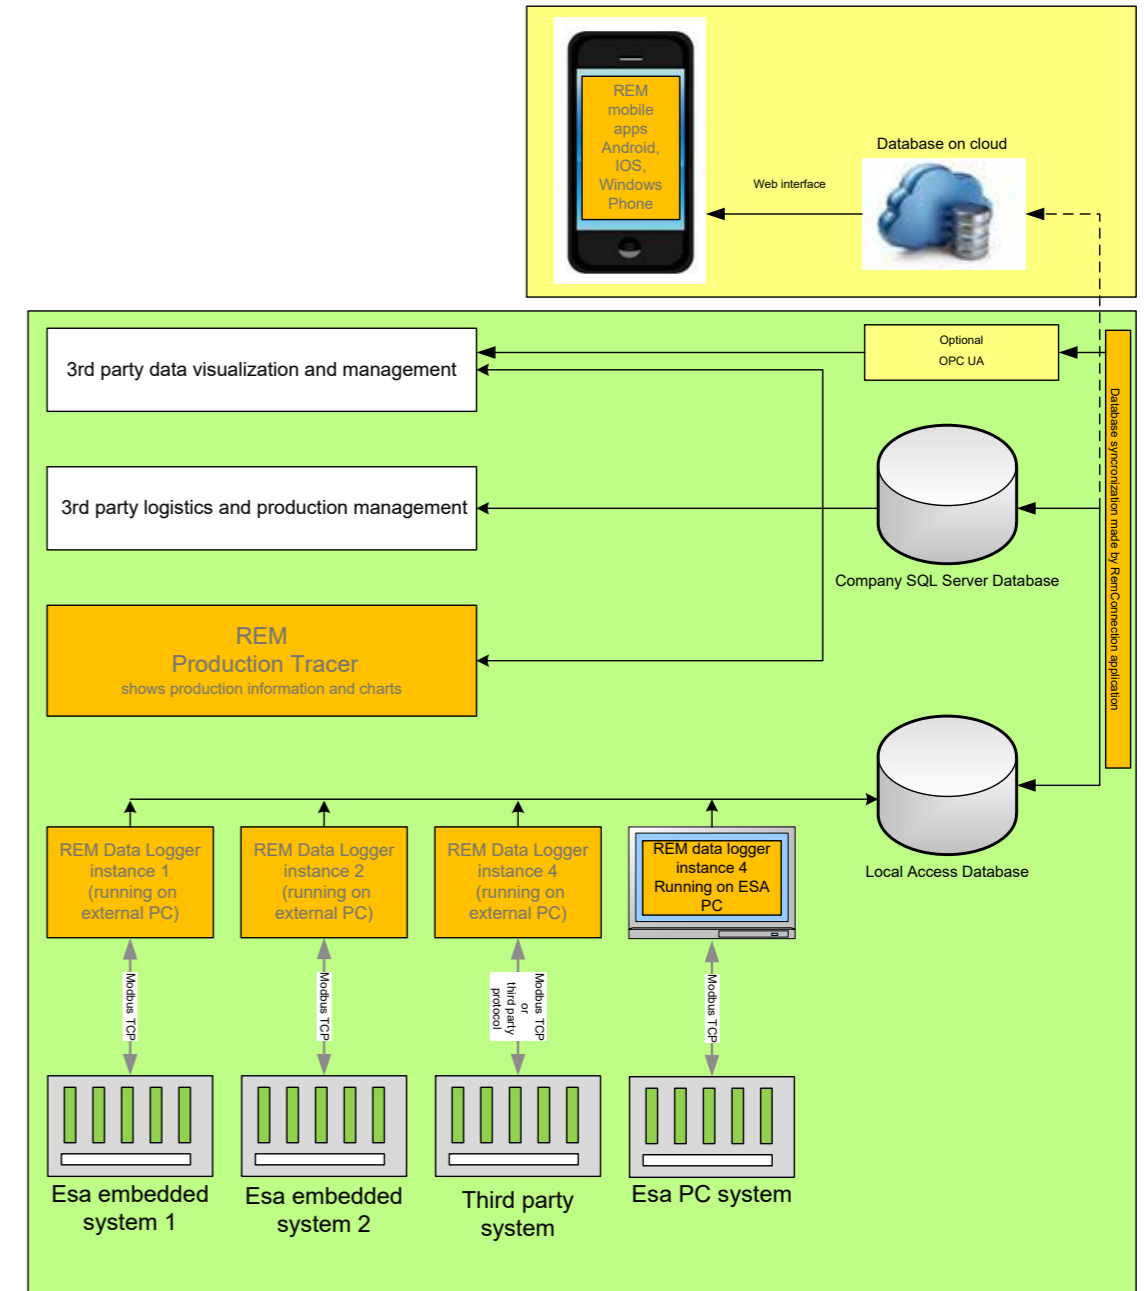 REM
mobile
apps
Android,
IOS,
Windows
Phone
Database on cloud
Web interface
3rd party data visualization and management
Optional
OPC UA
Database syncronization made by RemConnection application
3rd party logistics and production management
Company SQL Server Database
REM
Production Tracer
shows production information and charts
Local Access Database
REM Data Logger
instance 1
(running on
external PC)
REM Data Logger
instance 2
(running on
external PC)
REM Data Logger
instance 4
(running on
external PC)
REM data logger
instance 4
Running on ESA
PC
Modbus TCP
Modbus TCP
Modbus TCP
or
third party
protocol
Modbus TCP
Esa embedded
system 1
Esa embedded
system 2
Third party
system
Esa PC system